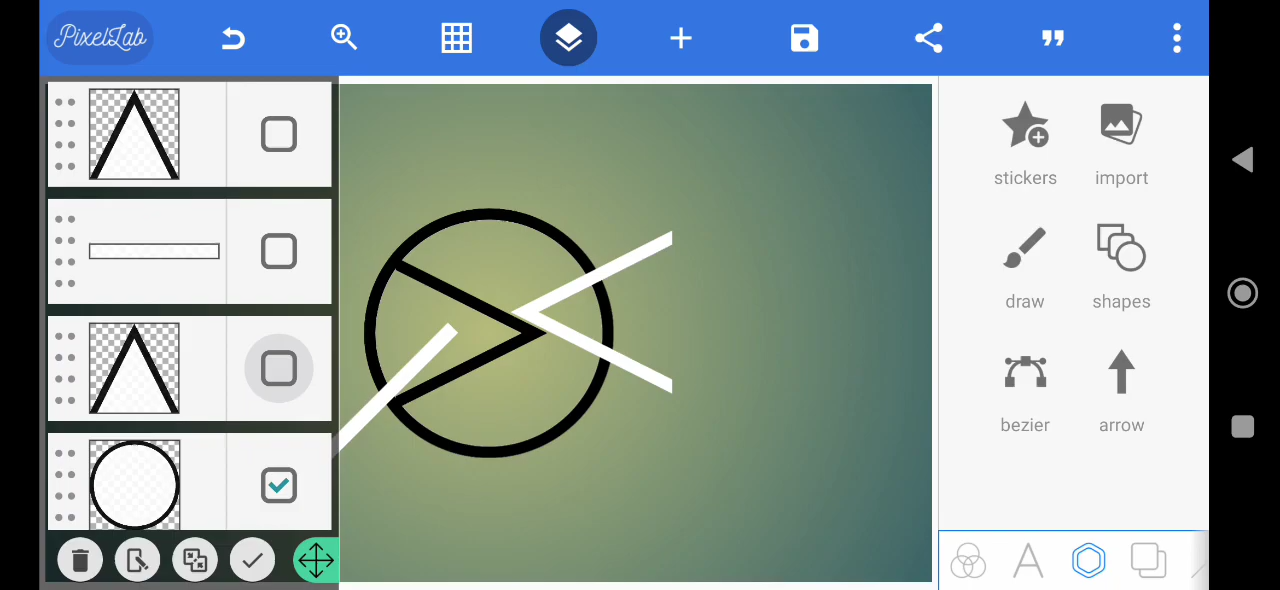 PixelLab
stickers
import
draw
shapes
bezier
arrow